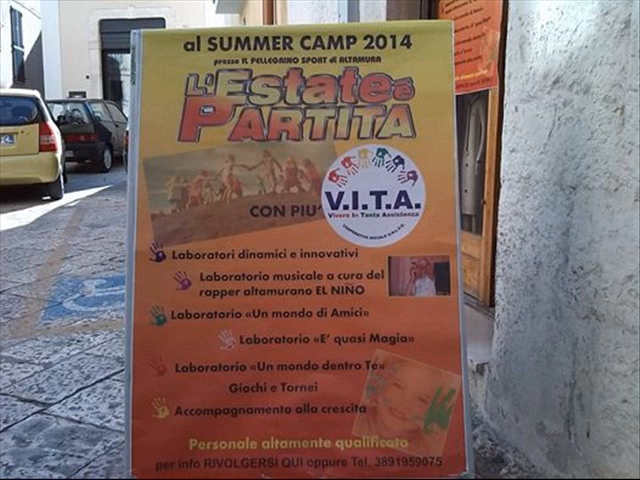 al SUMMER CAMP 2014
presso IL PELLEGRINO SPORT di ALTAMURA
L'Estate è
PARTITA
CON PIU'
V.I.T.A.
Vivere In Tanta Assistenza
COOPERATIVA SOCIALE O.N.L.U.S.
Laboratori dinamici e innovativi
Laboratorio musicale a cura del
rapper altamurano EL NIÑO
Laboratorio «Un mondo di Amici»
Laboratorio «E' quasi Magia»
Laboratorio «Un mondo dentro Te»
Giochi e Tornei
Accompagnamento alla crescita
Personale altamente qualificato
per info RIVOLGERSI QUI oppure Tel. 3891959075